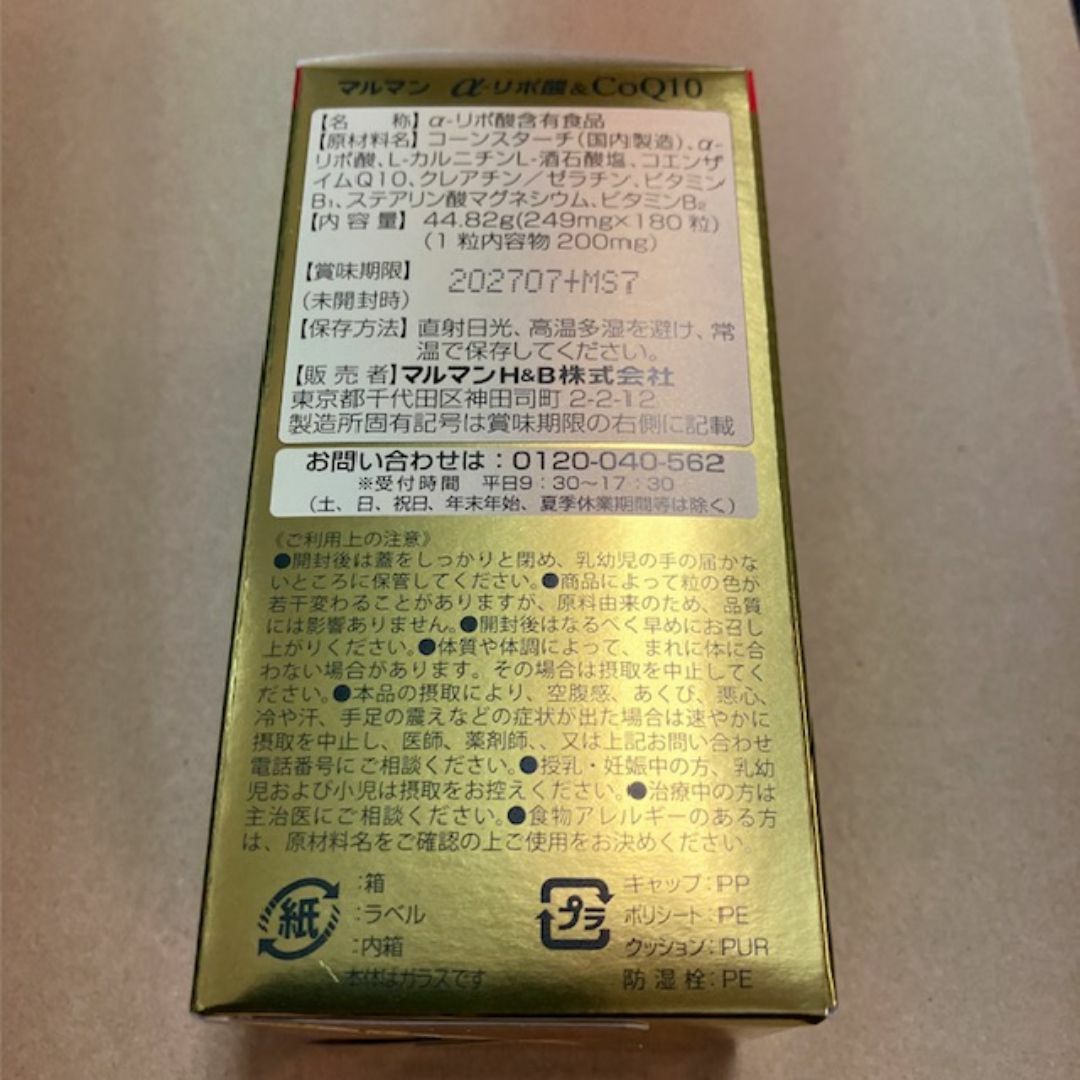 マルマン α-リポ酸&CoQ10
【名　称】α-リポ酸含有食品
【原材料名】コーンスターチ(国内製造)、α-
リポ酸、L-カルニチンL-酒石酸塩、コエンザ
イムQ10、クレアチン／ゼラチン、ビタミン
B₁、ステアリン酸マグネシウム、ビタミンB₂
【内容量】44.82g(249mg×180粒)
(1粒内容物200mg)
【賞味期限】 202707+MS7
(未開封時)
【保存方法】直射日光、高温多湿を避け、常
温で保存してください。
【販売者】マルマンH&B株式会社
東京都千代田区神田司町2-2-12
製造所固有記号は賞味期限の右側に記載
お問い合わせは：0120-040-562
※受付時間　平日9：30〜17：30
(土、日、祝日、年末年始、夏季休業期間等は除く)
《ご利用上の注意》
●開封後は蓋をしっかりと閉め、乳幼児の手の届かな
いところに保管してください。●商品によって粒の色が
若干変わることがありますが、原料由来のため、品質
には影響ありません。●開封後はなるべく早めにお召し
上がりください。●体質や体調によって、まれに体に合
わない場合があります。その場合は摂取を中止してく
ださい。●本品の摂取により、空腹感、あくび、悪心、
冷や汗、手足の震えなどの症状が出た場合は速やかに
摂取を中止し、医師、薬剤師、、又は上記お問い合わせ
電話番号にご相談ください。●授乳・妊娠中の方、乳幼
児および小児は摂取をお控えください。●治療中の方は
主治医にご相談ください。●食物アレルギーのある方
は、原材料名をご確認の上ご使用をお決めください。
紙
:箱
:ラベル
:内箱
本体はガラスです
プラ
キャップ:PP
ポリシート:PE
クッション:PUR
防湿栓:PE